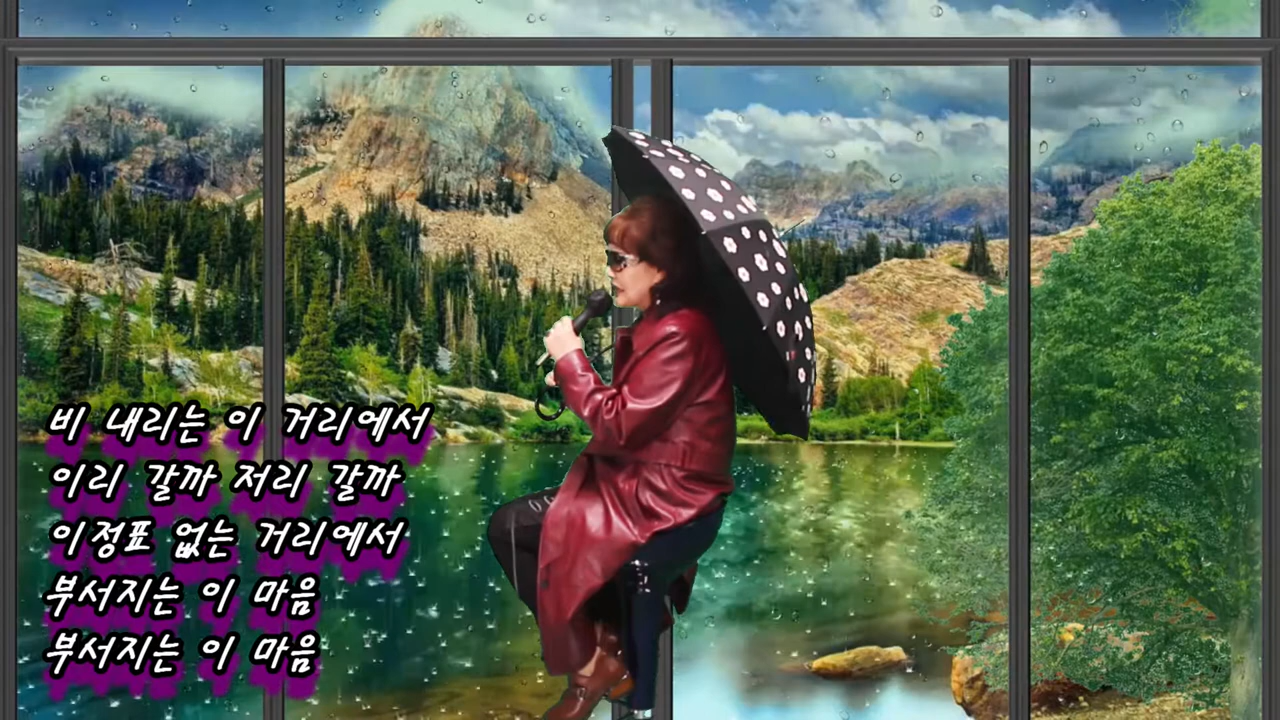 비 내리는 이 거리에서
이리 갈까 저리 갈까
이정표 없는 거리에서
부서지는 이 마음
부서지는 이 마음